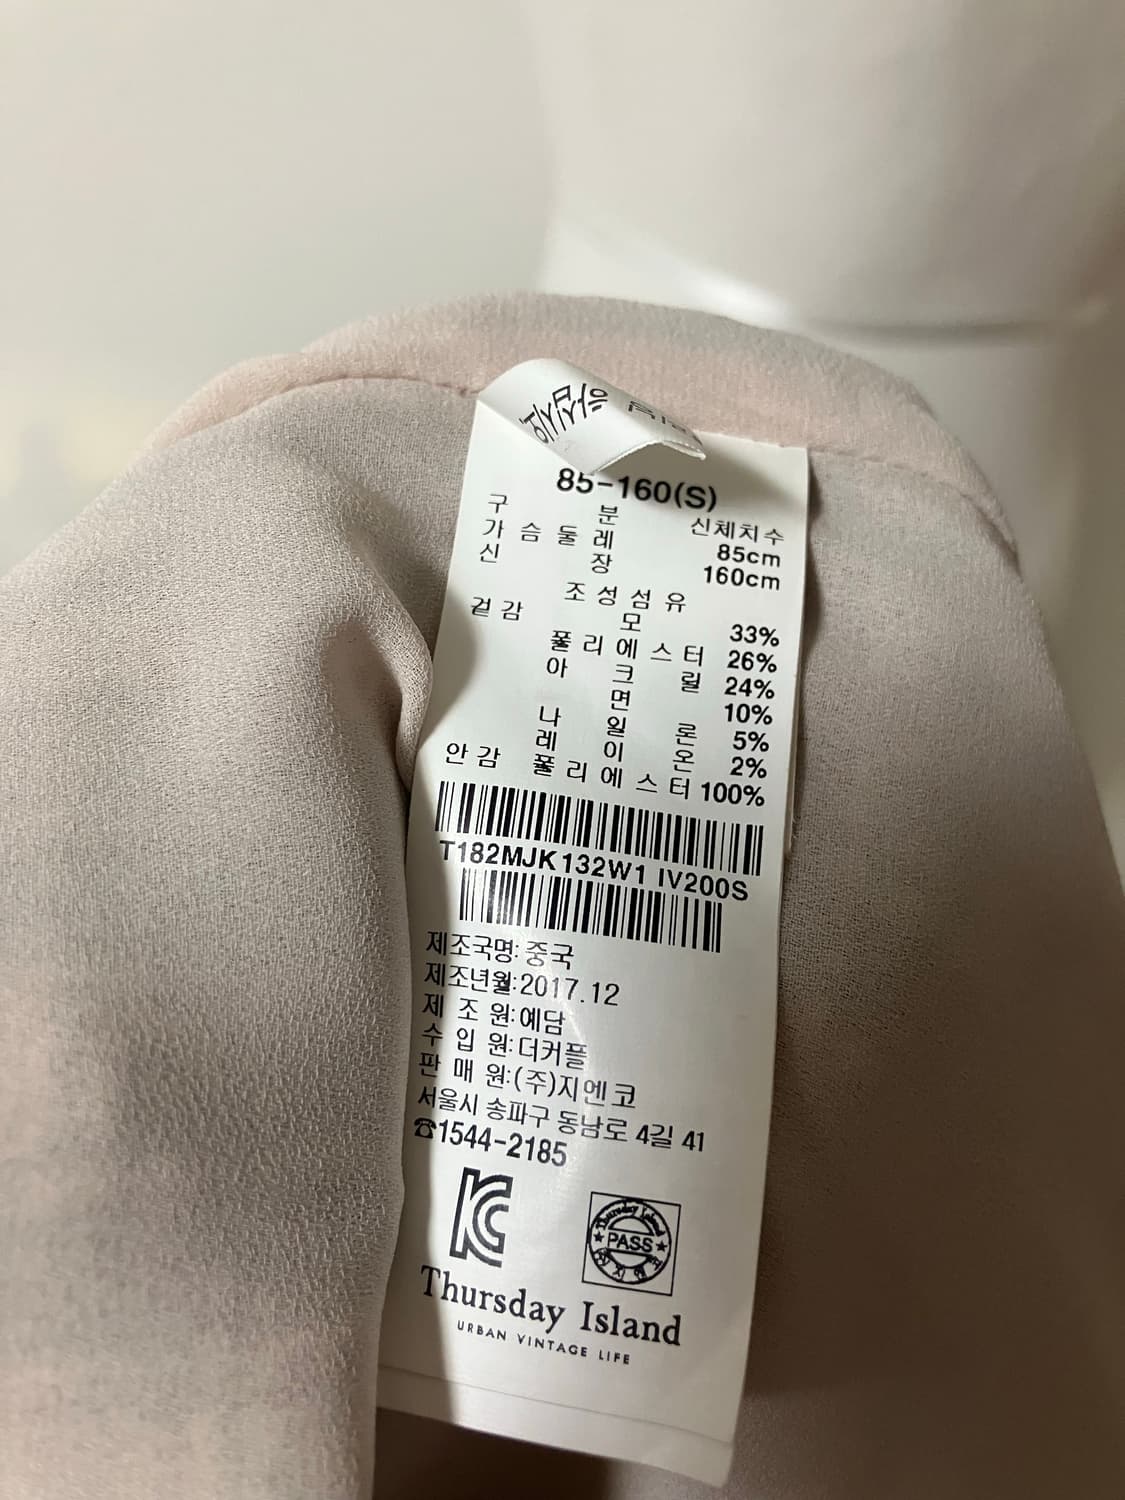 85-160(S)
구 분 신체치수
가슴둘레 85cm
신 장 160cm
조성섬유
겉감 모 33%
폴리에스터 26%
아 크 릴 24%
면 10%
나 일 론 5%
레 이 온 2%
안감 폴리에스터 100%
T182MJK132W1 IV200S
제조국명: 중국
제조년월:2017.12
제 조 원:예담
수 입 원:더커플
판 매 원:(주)지엔코
서울시 송파구 동남로 4길 41
☎1544-2185
KC
Thursday Island
PASS
Thursday Island
URBAN VINTAGE LIFE